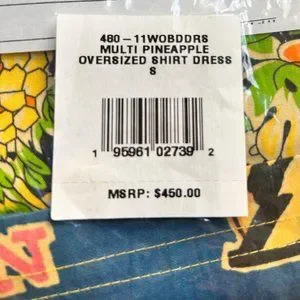 480-11WOBDDRS
MULTI PINEAPPLE
OVERSIZED SHIRT DRESS
S
1 95961 02739 2
MSRP: $450.00
N